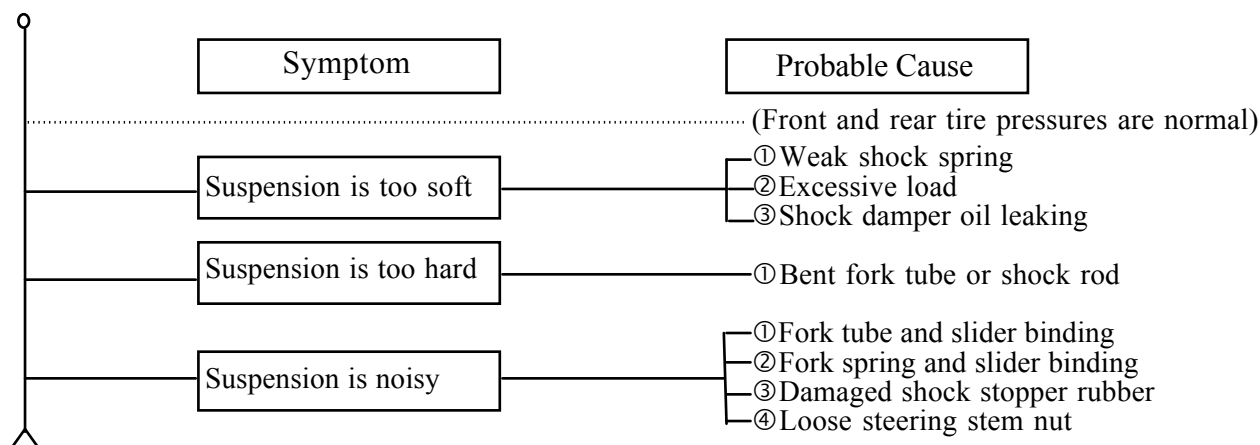 Symptom
Probable Cause
(Front and rear tire pressures are normal)
Suspension is too soft
①Weak shock spring
②Excessive load
③Shock damper oil leaking
Suspension is too hard
①Bent fork tube or shock rod
Suspension is noisy
①Fork tube and slider binding
②Fork spring and slider binding
③Damaged shock stopper rubber
④Loose steering stem nut